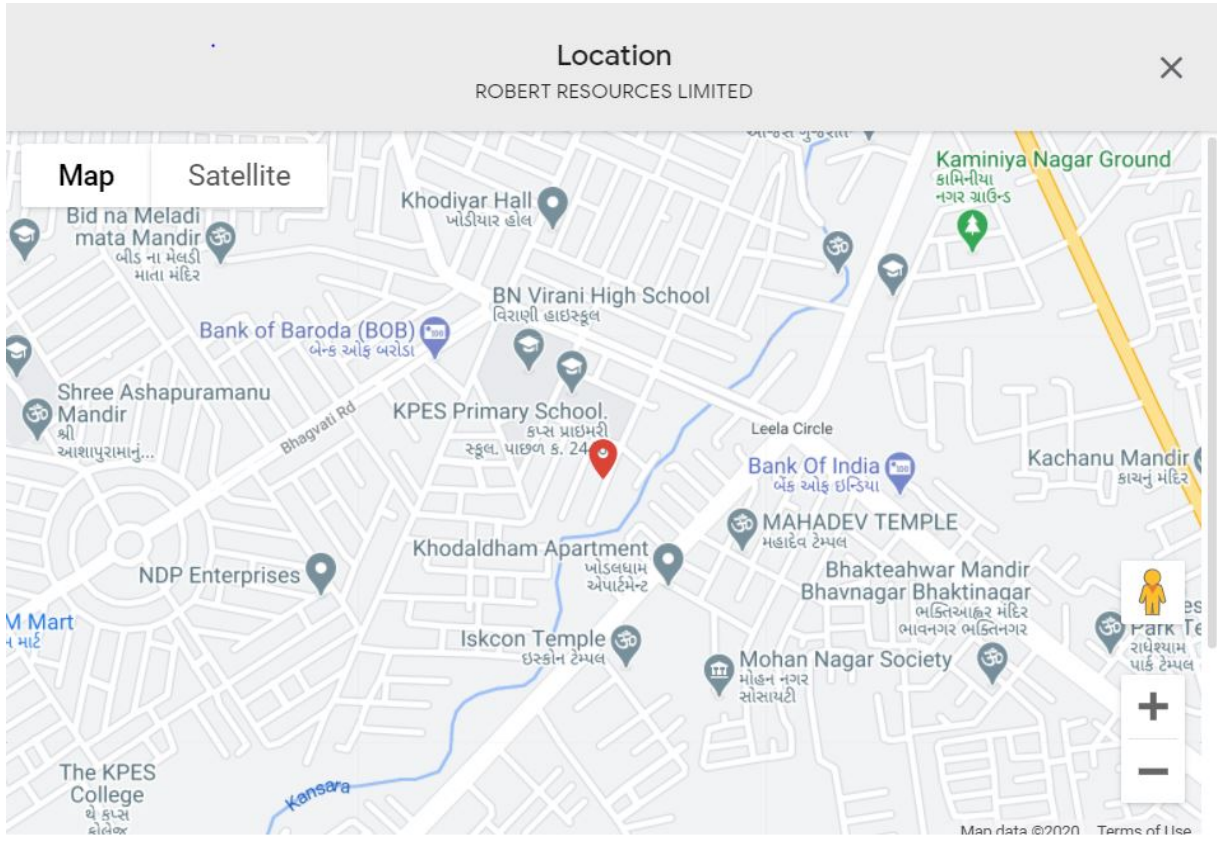 Location
ROBERT RESOURCES LIMITED
Map
Satellite
Kaminiya Nagar Ground
કામિનીયા
નગર ગ્રાઉન્ડ
Khodiyar Hall
ખોડીયાર હોલ
Bid na Meladi
mata Mandir
બીડ ના મેલડી
માતા મંદિર
BN Virani High School
વિરાણી હાઇસ્કૂલ
Bank of Baroda (BOB)
બેન્ક ઓફ બરોડા
Shree Ashapuramanu
Mandir
શ્રી
આશાપુરામાનું...
Bhagvati Rd
KPES Primary School.
કપ્સ પ્રાઇમરી
સ્કૂલ. પાછળ ક. 24
Leela Circle
Bank Of India
બેંક ઓફ ઇન્ડિયા
Kachanu Mandir
કાચનું મંદિર
MAHADEV TEMPLE
મહાદેવ ટેમ્પલ
Khodaldham Apartment
ખોડલધામ
એપાર્ટમેન્ટ
NDP Enterprises
Bhakteahwar Mandir
Bhavnagar Bhaktinagar
ભક્તિઆહ્વર મંદિર
ભાવનગર ભક્તિનગર
M Mart
માર્ટ
Iskcon Temple
ઇસ્કોન ટેમ્પલ
Park Te
રાધેશ્યામ
પાર્ક ટેમ્પલ
Mohan Nagar Society
મોહન નગર
સોસાયટી
The KPES
College
થે કપ્સ
કોલેજ
Kansara
Map data ©2020
Terms of Use